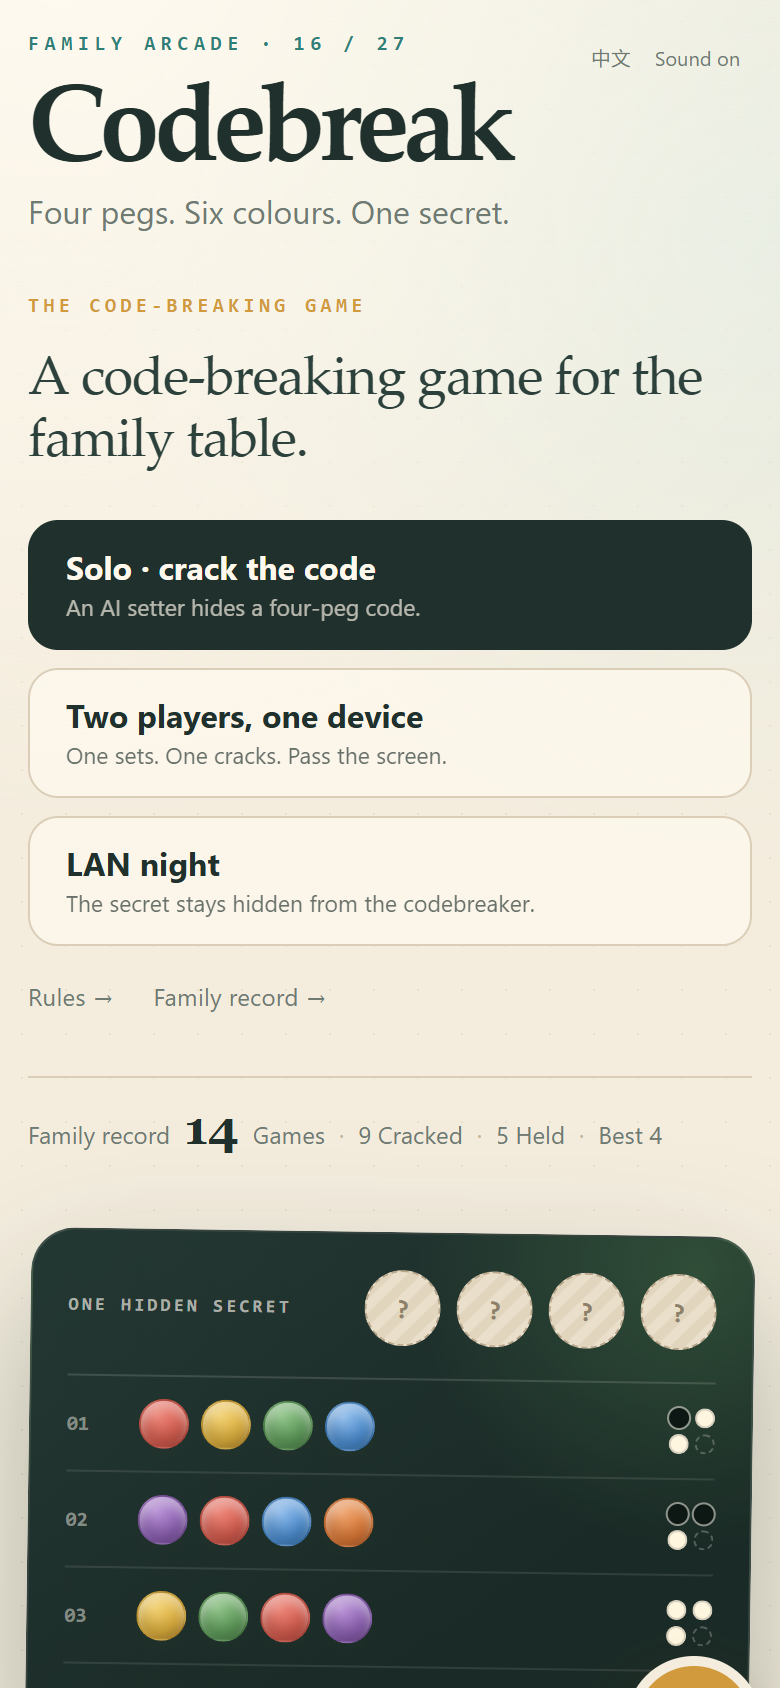 FAMILY ARCADE · 16 / 27
中文 Sound on
Codebreak
Four pegs. Six colours. One secret.
THE CODE-BREAKING GAME
A code-breaking game for the
family table.
Solo · crack the code
An AI setter hides a four-peg code.
Two players, one device
One sets. One cracks. Pass the screen.
LAN night
The secret stays hidden from the codebreaker.
Rules → Family record →
Family record 14 Games · 9 Cracked · 5 Held · Best 4
ONE HIDDEN SECRET ? ? ? ?
01
02
03